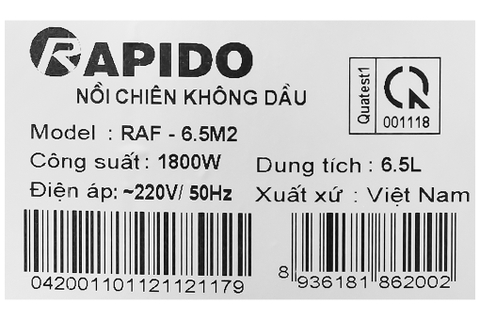 RAPIDO
NỒI CHIÊN KHÔNG DẦU
Quatest1
001118
Model : RAF - 6.5M2
Công suất : 1800W
Dung tích : 6.5L
Điện áp: ~220V/ 50Hz
Xuất xứ : Việt Nam
042001101121121179
8 936181 862002